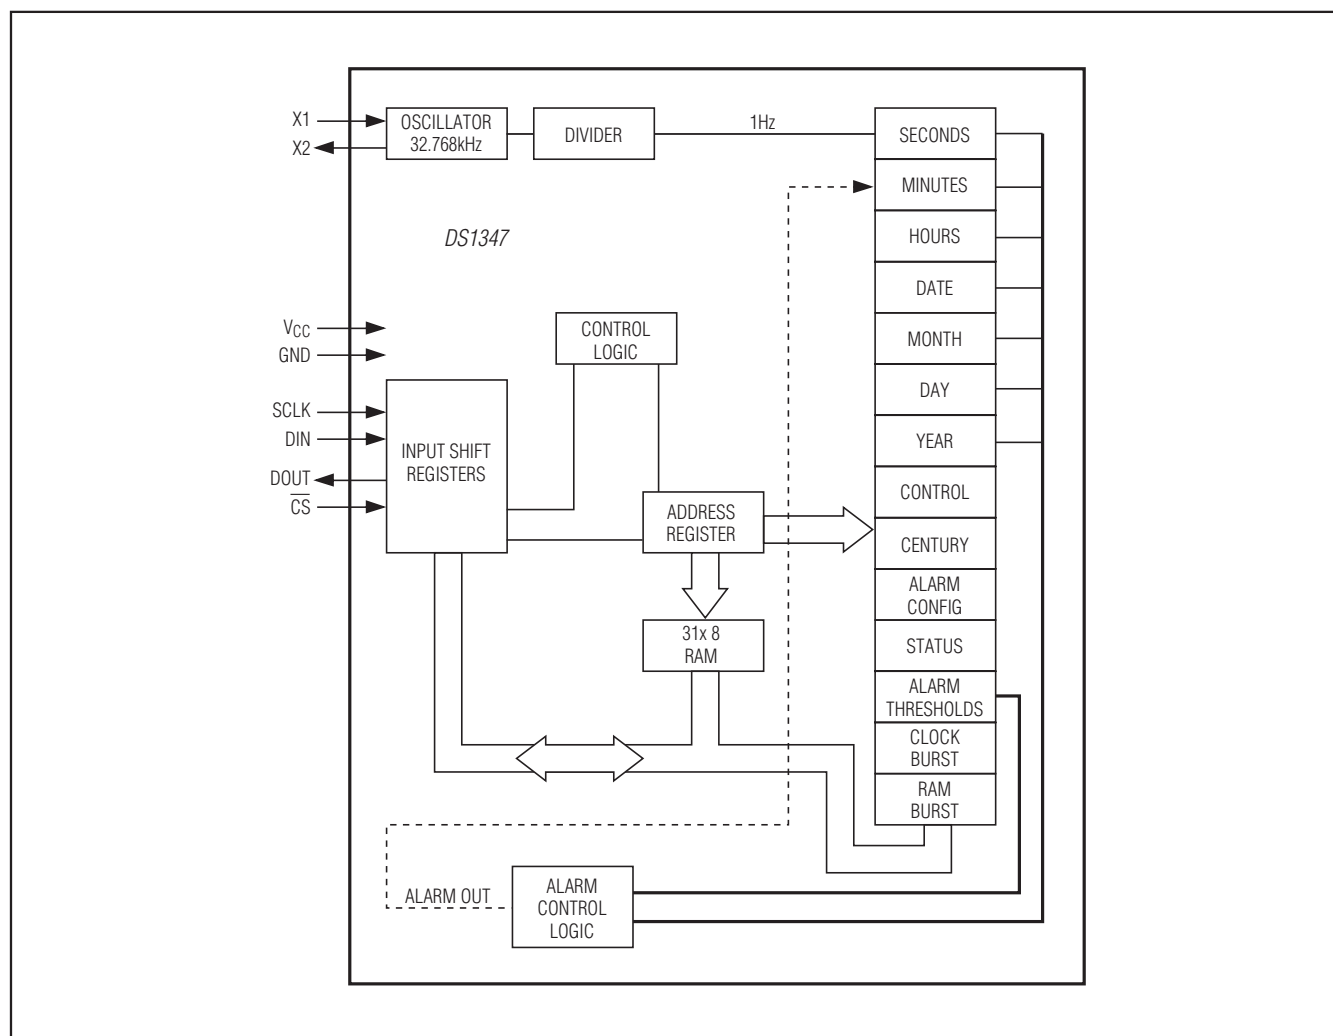 X1
X2
OSCILLATOR
32.768kHz
DIVIDER
1Hz
DS1347
VCC
GND
SCLK
DIN
DOUT
C̅S̅
INPUT SHIFT
REGISTERS
CONTROL
LOGIC
ADDRESS
REGISTER
31x 8
RAM
SECONDS
MINUTES
HOURS
DATE
MONTH
DAY
YEAR
CONTROL
CENTURY
ALARM
CONFIG
STATUS
ALARM
THRESHOLDS
CLOCK
BURST
RAM
BURST
ALARM OUT
ALARM
CONTROL
LOGIC